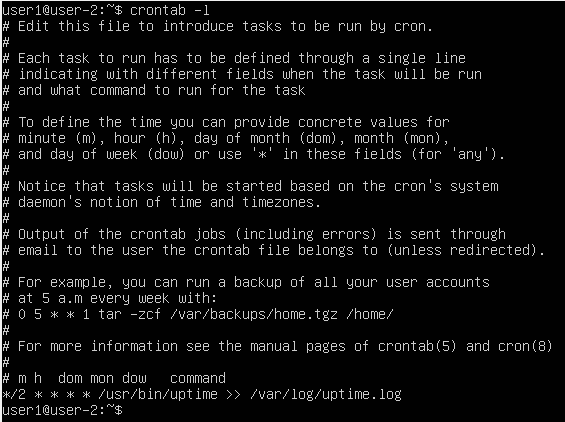 user1@user-2:~$ crontab -l
# Edit this file to introduce tasks to be run by cron.
#
# Each task to run has to be defined through a single line
# indicating with different fields when the task will be run
# and what command to run for the task
#
# To define the time you can provide concrete values for
# minute (m), hour (h), day of month (dom), month (mon),
# and day of week (dow) or use '*' in these fields (for 'any').
#
# Notice that tasks will be started based on the cron's system
# daemon's notion of time and timezones.
#
# Output of the crontab jobs (including errors) is sent through
# email to the user the crontab file belongs to (unless redirected).
#
# For example, you can run a backup of all your user accounts
# at 5 a.m every week with:
# 0 5 * * 1 tar -zcf /var/backups/home.tgz /home/
#
# For more information see the manual pages of crontab(5) and cron(8)
#
# m h  dom mon dow   command
*/2 * * * * /usr/bin/uptime >> /var/log/uptime.log
user1@user-2:~$